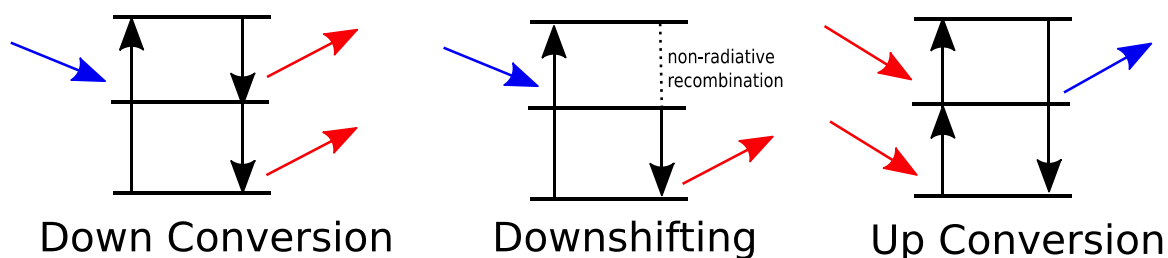 non-radiative
recombination
Down Conversion
Downshifting
Up Conversion